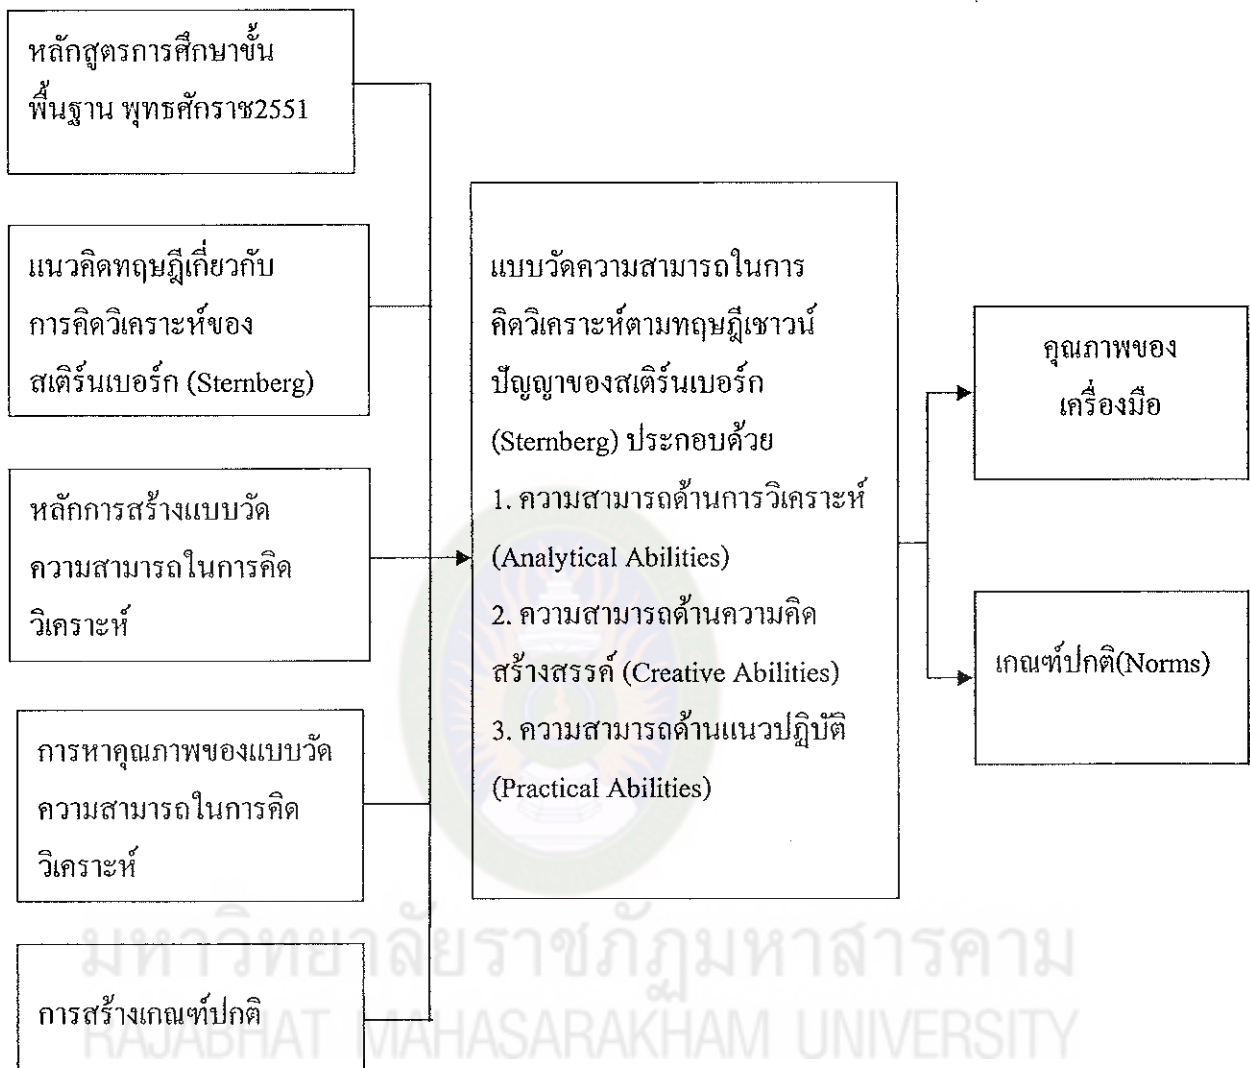 หลักสูตรการศึกษาขั้น
พื้นฐาน พุทธศักราช2551
แนวคิดทฤษฎีเกี่ยวกับ
การคิดวิเคราะห์ของ
สเติร์นเบอร์ก (Sternberg)
หลักการสร้างแบบวัด
ความสามารถในการคิด
วิเคราะห์
การหาคุณภาพของแบบวัด
ความสามารถในการคิด
วิเคราะห์
การสร้างเกณฑ์ปกติ
แบบวัดความสามารถในการ
คิดวิเคราะห์ตามทฤษฎีเชาวน์
ปัญญาของสเติร์นเบอร์ก
(Sternberg) ประกอบด้วย
1. ความสามารถด้านการวิเคราะห์
(Analytical Abilities)
2. ความสามารถด้านความคิด
สร้างสรรค์ (Creative Abilities)
3. ความสามารถด้านแนวปฏิบัติ
(Practical Abilities)
คุณภาพของ
เครื่องมือ
เกณฑ์ปกติ(Norms)
มหาวิทยาลัยราชภัฏมหาสารคาม
RAJABHAT MAHASARAKHAM UNIVERSITY